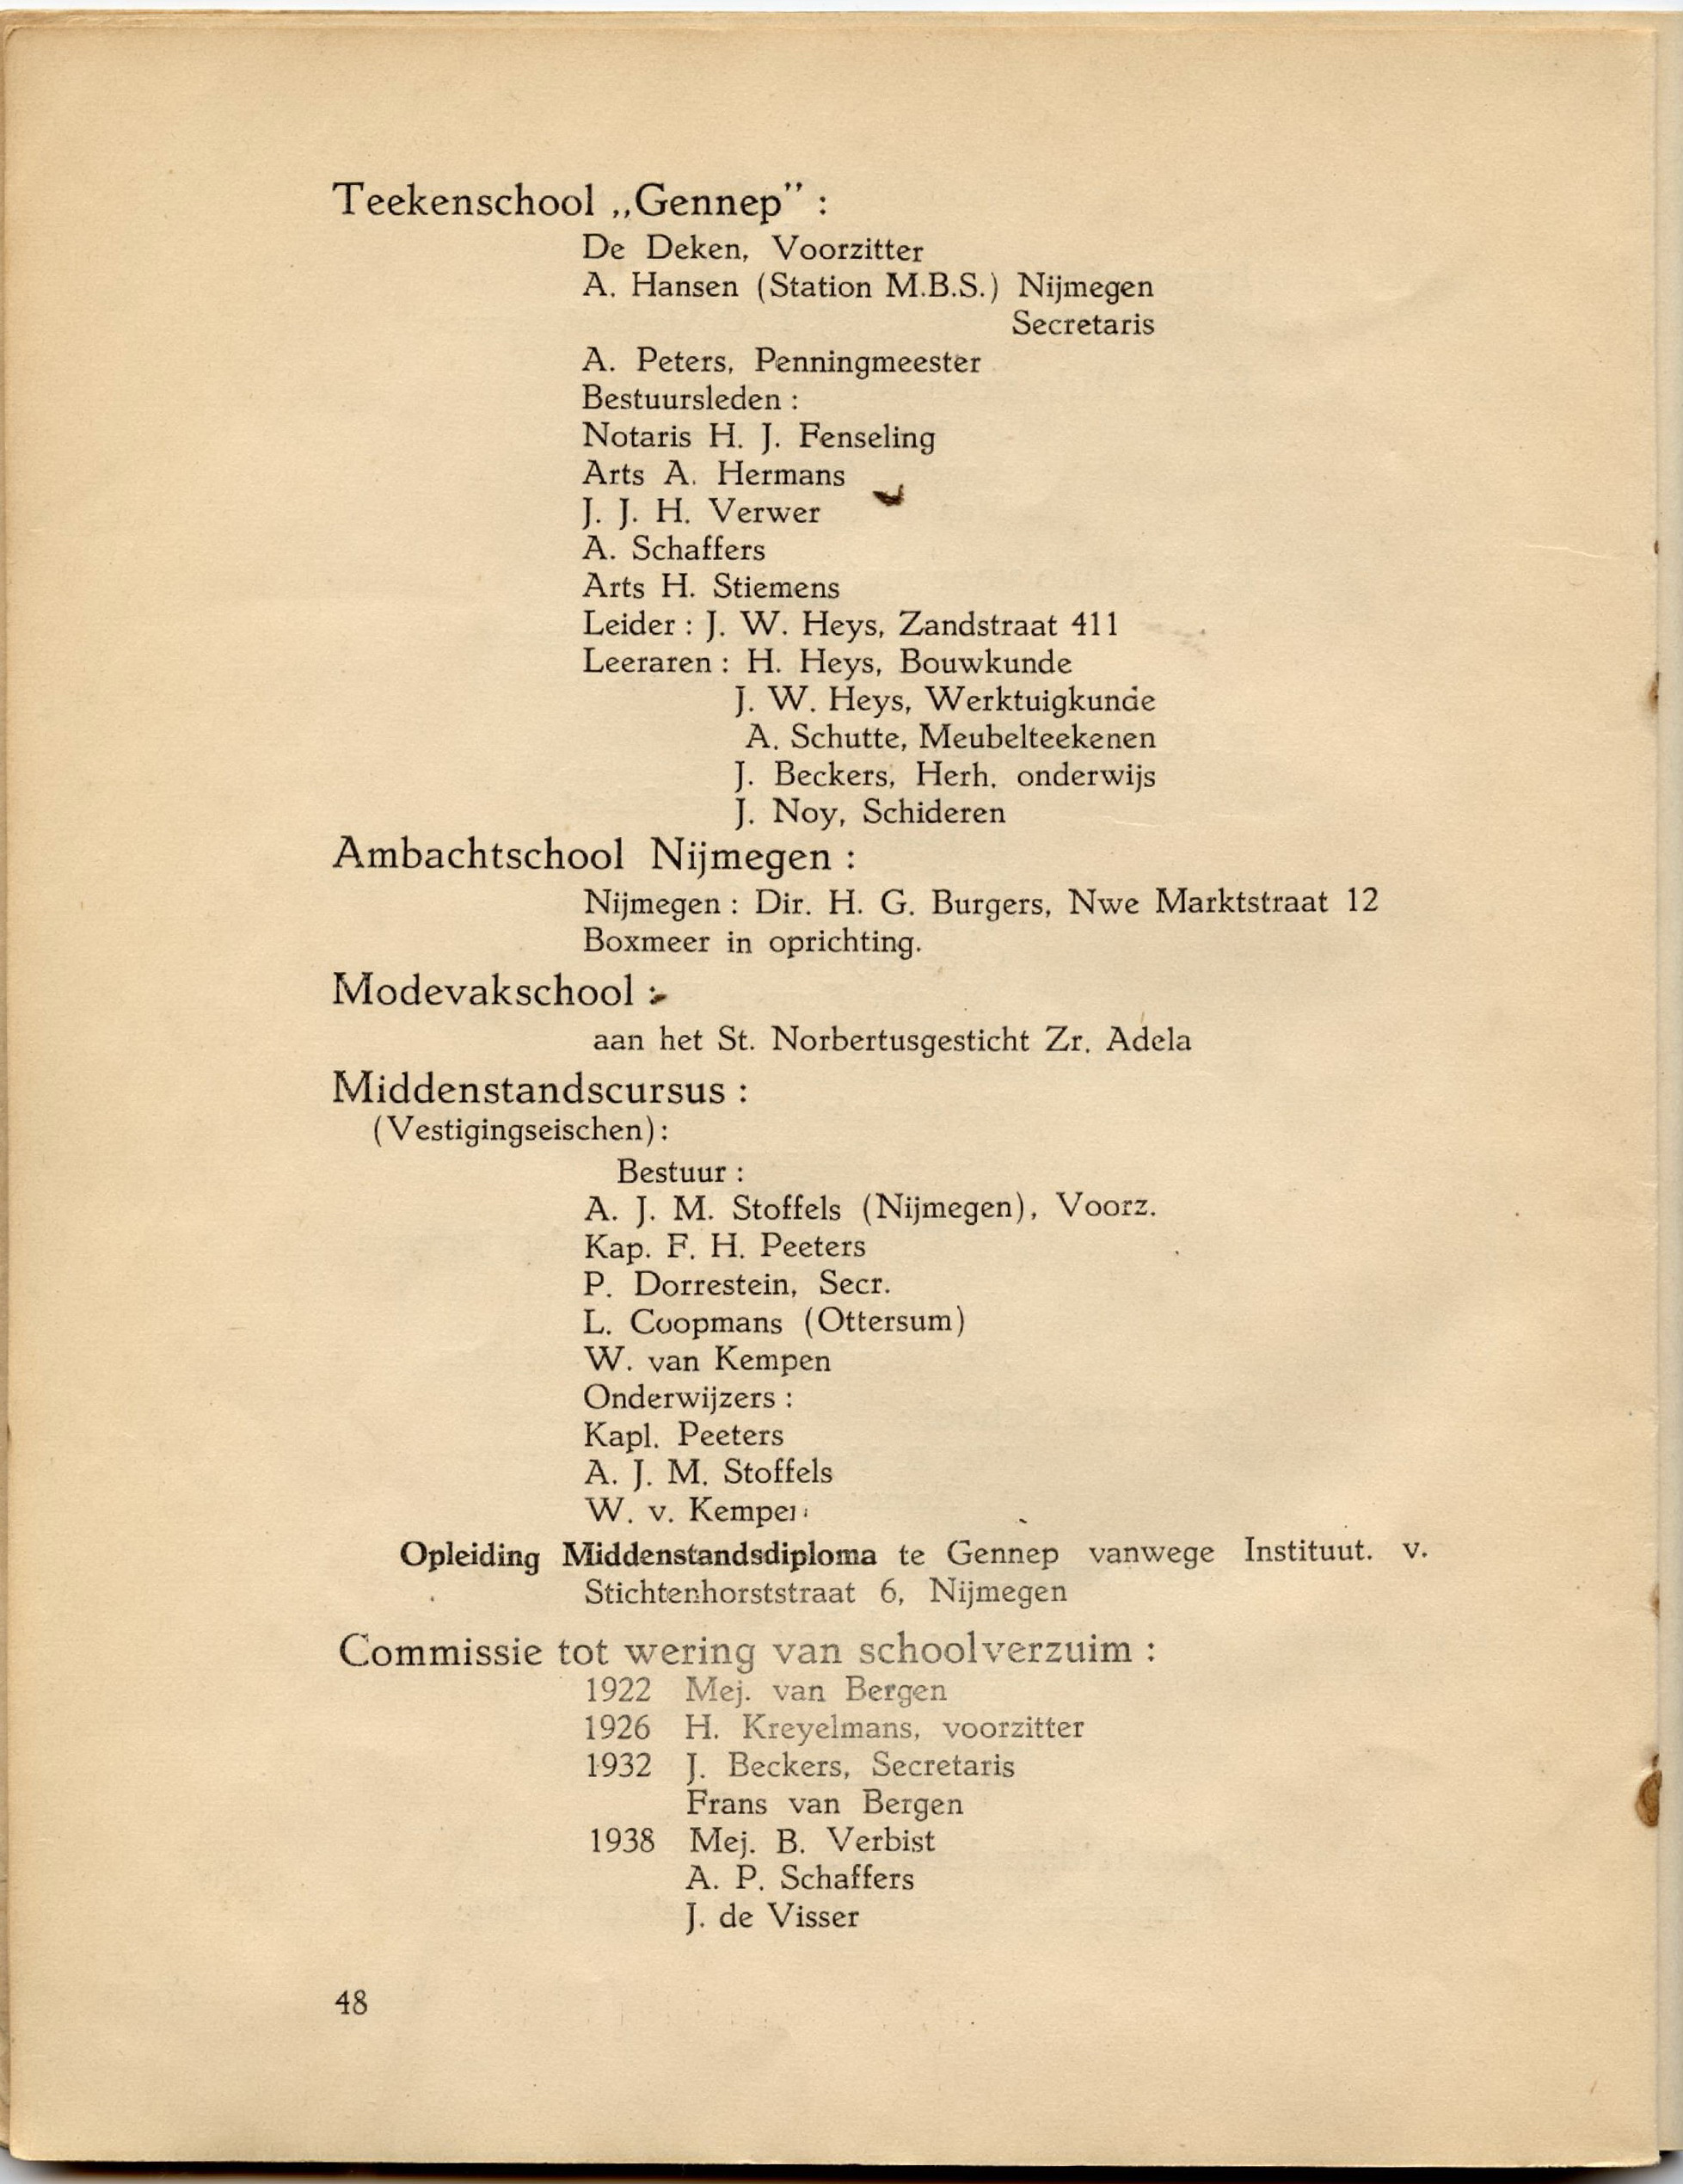 Teekenschool „Gennep” :
De Deken, Voorzitter
A. Hansen (Station M.B.S.) Nijmegen
Secretaris
A. Peters, Penningmeester
Bestuursleden :
Notaris H. J. Fenseling
Arts A. Hermans
J. J. H. Verwer
A. Schaffers
Arts H. Stiemens
Leider : J. W. Heys, Zandstraat 411
Leeraren : H. Heys, Bouwkunde
J. W. Heys, Werktuigkunde
A. Schutte, Meubelteekenen
J. Beckers, Herh. onderwijs
J. Noy, Schideren
Ambachtschool Nijmegen :
Nijmegen : Dir. H. G. Burgers, Nwe Marktstraat 12
Boxmeer in oprichting.
Modevakschool :
aan het St. Norbertusgesticht Zr. Adela
Middenstandscursus :
(Vestigingseischen) :
Bestuur :
A. J. M. Stoffels (Nijmegen), Voorz.
Kap. F. H. Peeters
P. Dorrestein, Secr.
L. Coopmans (Ottersum)
W. van Kempen
Onderwijzers :
Kapl. Peeters
A. J. M. Stoffels
W. v. Kempen
Opleiding Middenstandsdiploma te Gennep vanwege Instituut. v.
Stichtenhorststraat 6, Nijmegen
Commissie tot wering van schoolverzuim :
1922 Mej. van Bergen
1926 H. Kreyelmans, voorzitter
1932 J. Beckers, Secretaris
Frans van Bergen
1938 Mej. B. Verbist
A. P. Schaffers
J. de Visser
48